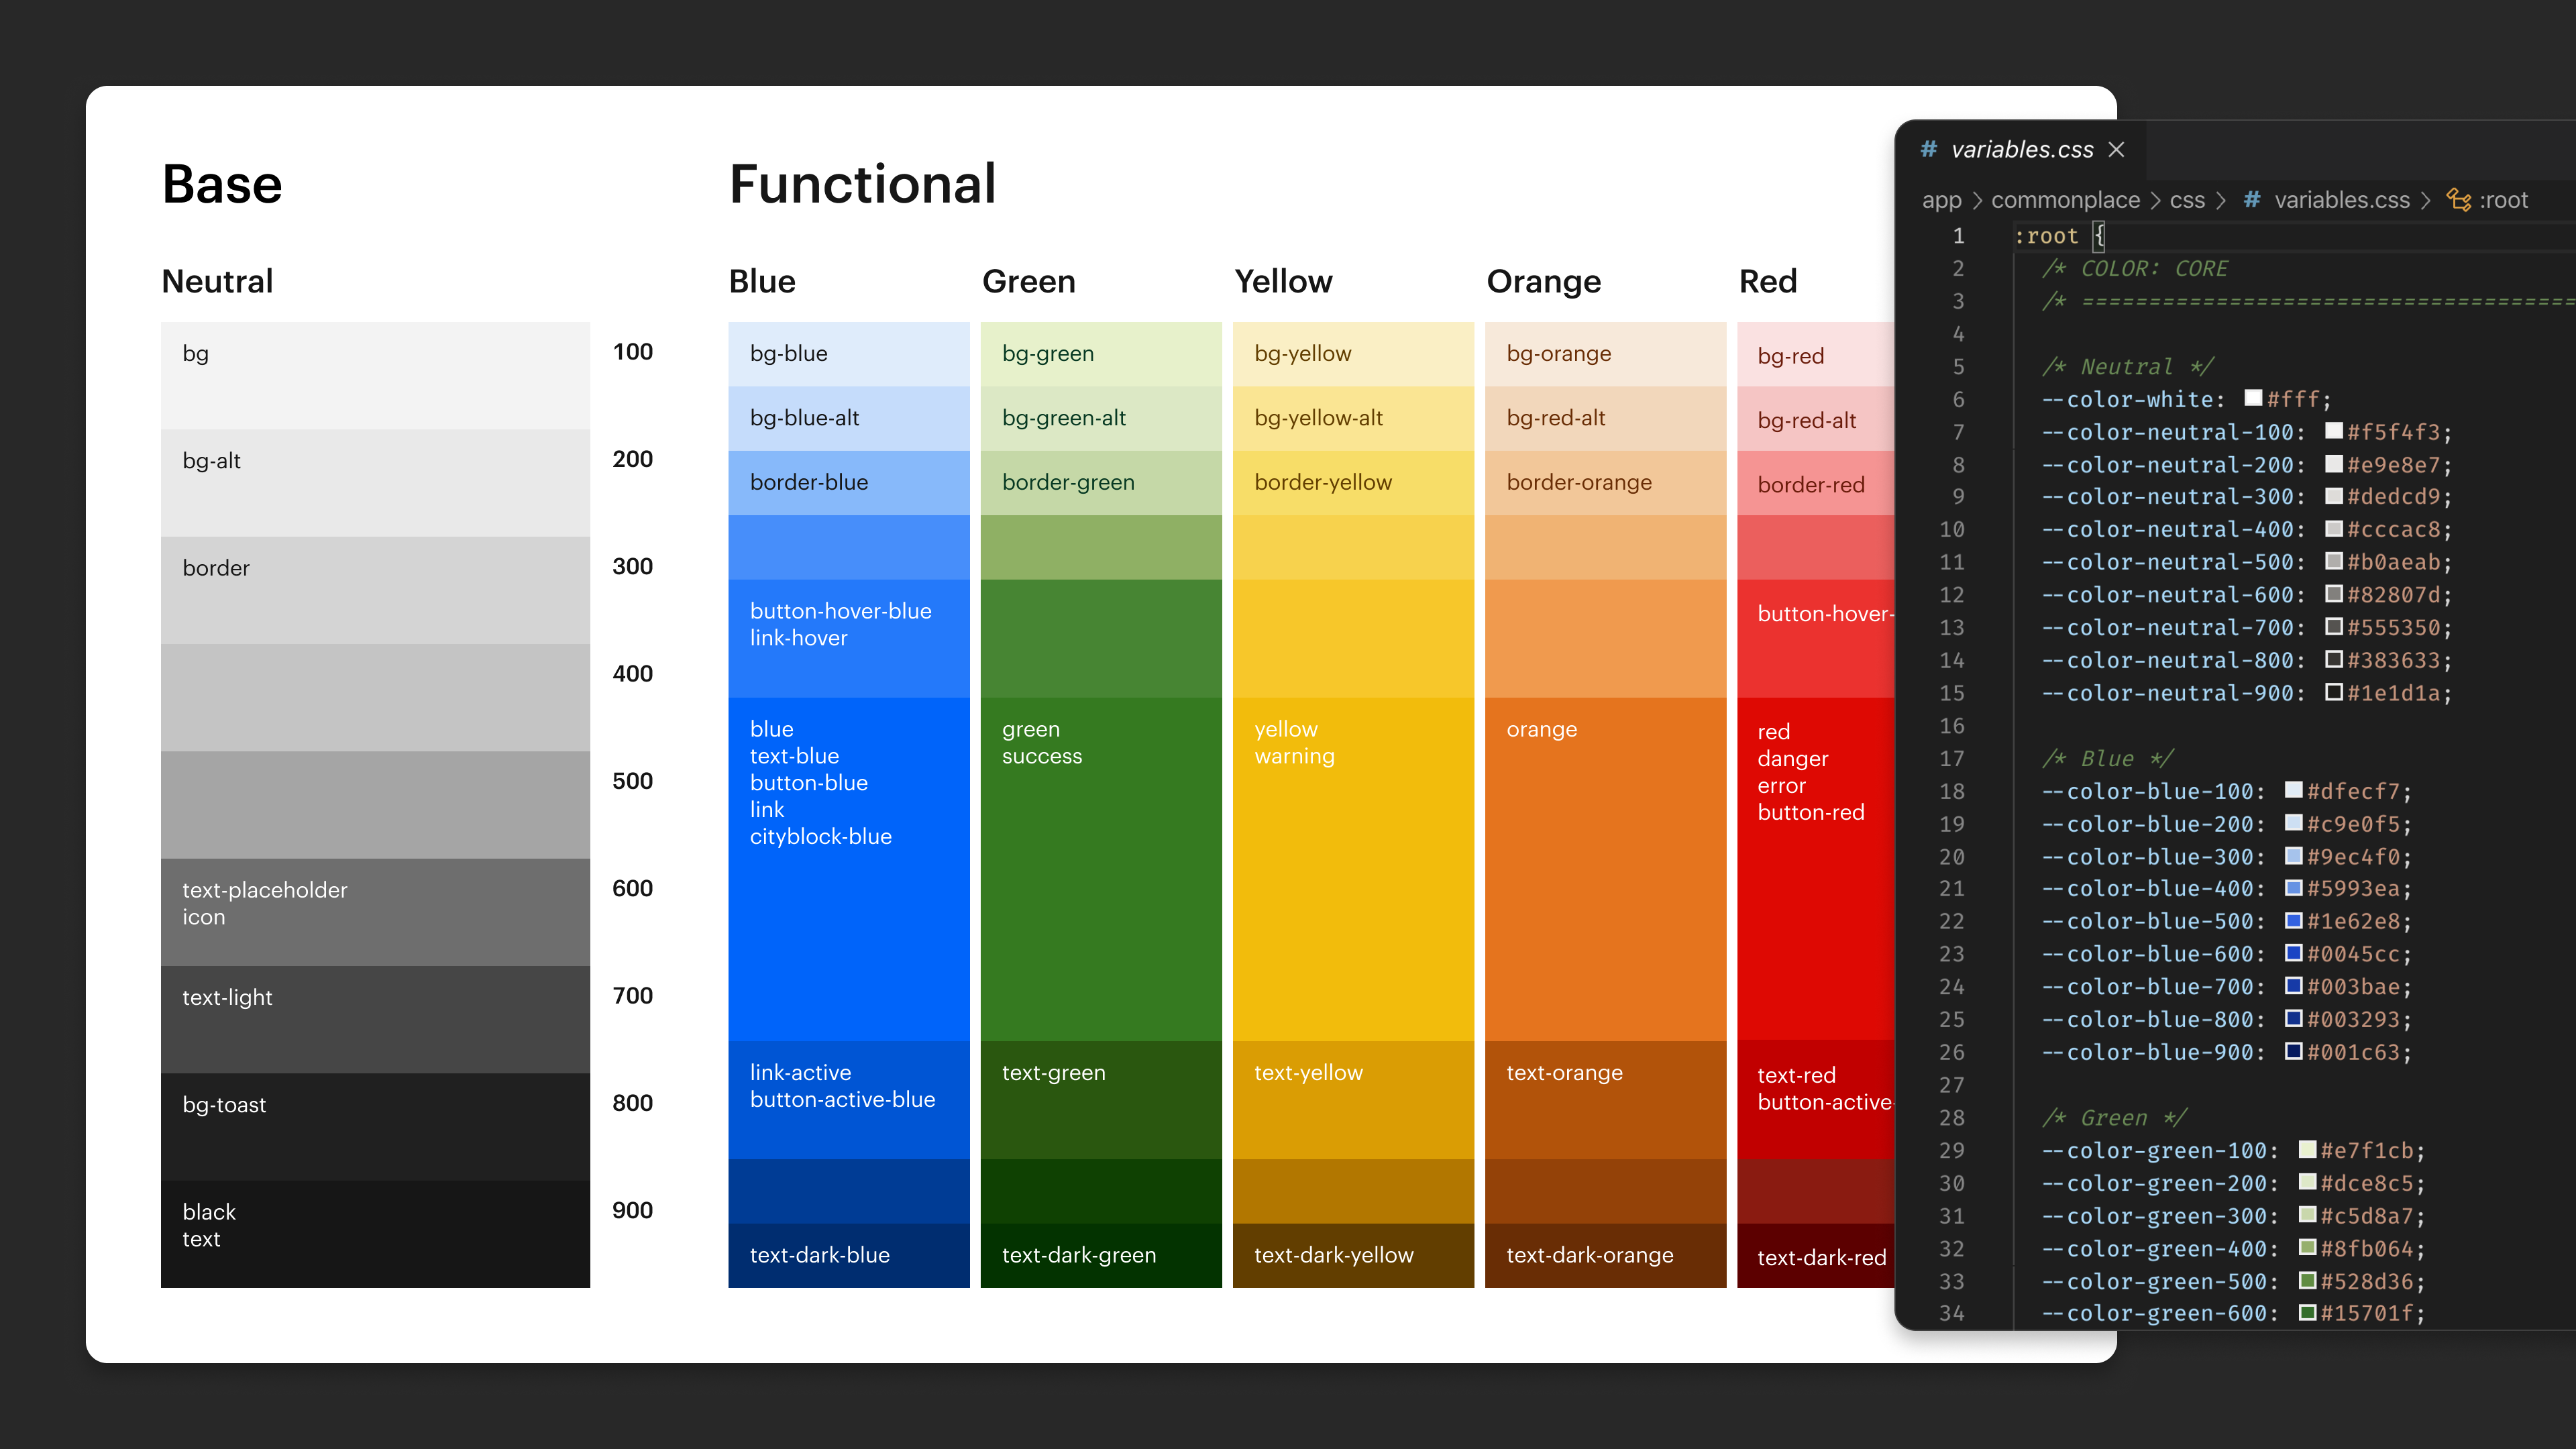 Base
Functional
Neutral
Blue
Green
Yellow
Orange
Red
bg
bg-alt
border
text-placeholder
icon
text-light
bg-toast
black
text
100
200
300
400
500
600
700
800
900
bg-blue
bg-blue-alt
border-blue
button-hover-blue
link-hover
blue
text-blue
button-blue
link
cityblock-blue
link-active
button-active-blue
text-dark-blue
bg-green
bg-green-alt
border-green
green
success
text-green
text-dark-green
bg-yellow
bg-yellow-alt
border-yellow
yellow
warning
text-yellow
text-dark-yellow
bg-orange
bg-red-alt
border-orange
orange
text-orange
text-dark-orange
bg-red
bg-red-alt
border-red
button-hover-
red
danger
error
button-red
text-red
button-active-
text-dark-red
# variables.css
app > commonplace > css > # variables.css > :root
1 :root {
2 /* COLOR: CORE
3 /* =====================================
4
5 /* Neutral */
6 --color-white: #fff;
7 --color-neutral-100: #f5f4f3;
8 --color-neutral-200: #e9e8e7;
9 --color-neutral-300: #dedcd9;
10 --color-neutral-400: #cccac8;
11 --color-neutral-500: #b0aeab;
12 --color-neutral-600: #82807d;
13 --color-neutral-700: #555350;
14 --color-neutral-800: #383633;
15 --color-neutral-900: #1e1d1a;
16
17 /* Blue */
18 --color-blue-100: #dfecf7;
19 --color-blue-200: #c9e0f5;
20 --color-blue-300: #9ec4f0;
21 --color-blue-400: #5993ea;
22 --color-blue-500: #1e62e8;
23 --color-blue-600: #0045cc;
24 --color-blue-700: #003bae;
25 --color-blue-800: #003293;
26 --color-blue-900: #001c63;
27
28 /* Green */
29 --color-green-100: #e7f1cb;
30 --color-green-200: #dce8c5;
31 --color-green-300: #c5d8a7;
32 --color-green-400: #8fb064;
33 --color-green-500: #528d36;
34 --color-green-600: #15701f;